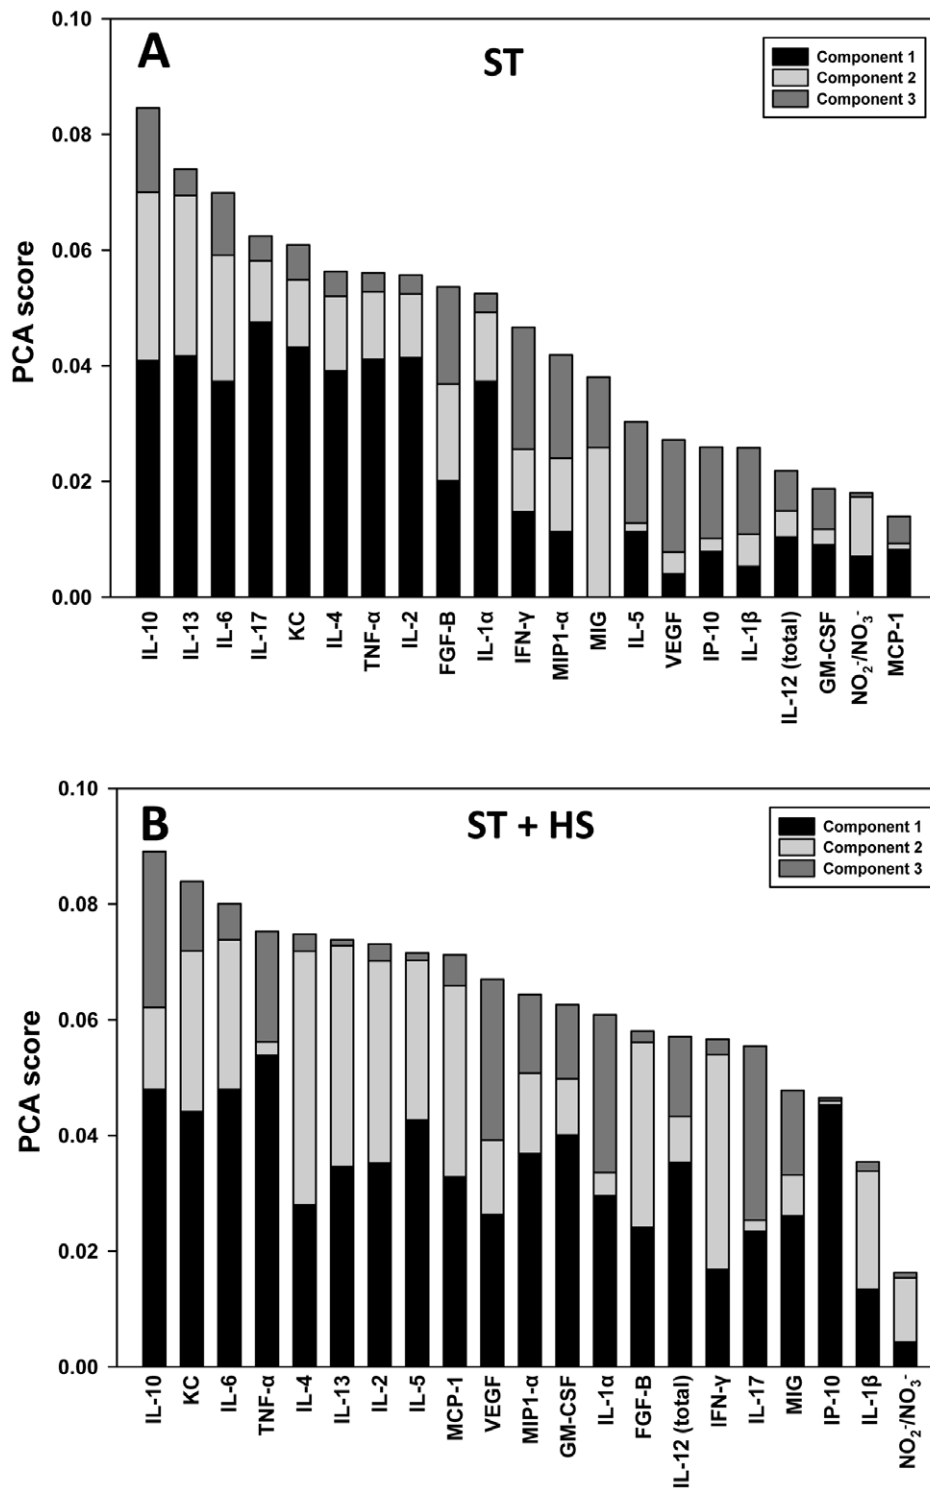 A
ST
Component 1
Component 2
Component 3
PCA score
0.10
0.08
0.06
0.04
0.02
0.00
IL-10
IL-13
IL-6
IL-17
KC
IL-4
TNF-α
IL-2
FGF-B
IL-1α
IFN-γ
MIP1-α
MIG
IL-5
VEGF
IP-10
IL-1β
IL-12 (total)
GM-CSF
NO₂⁻/NO₃⁻
MCP-1
B
ST + HS
Component 1
Component 2
Component 3
PCA score
0.10
0.08
0.06
0.04
0.02
0.00
IL-10
KC
IL-6
TNF-α
IL-4
IL-13
IL-2
IL-5
MCP-1
VEGF
MIP1-α
GM-CSF
IL-1α
FGF-B
IL-12 (total)
IFN-γ
IL-17
MIG
IP-10
IL-1β
NO₂⁻/NO₃⁻